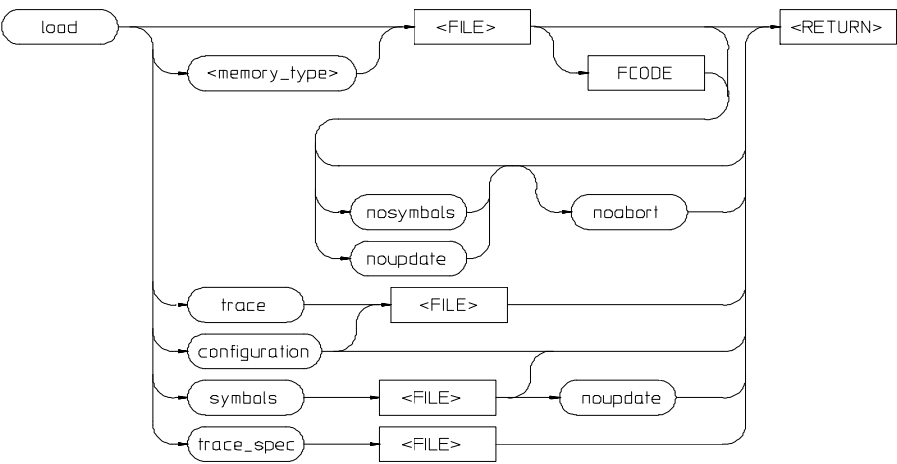 load
<FILE>
<RETURN>
<memory_type>
FCODE
nosymbols
noabort
noupdate
trace
<FILE>
configuration
symbols
<FILE>
noupdate
trace_spec
<FILE>